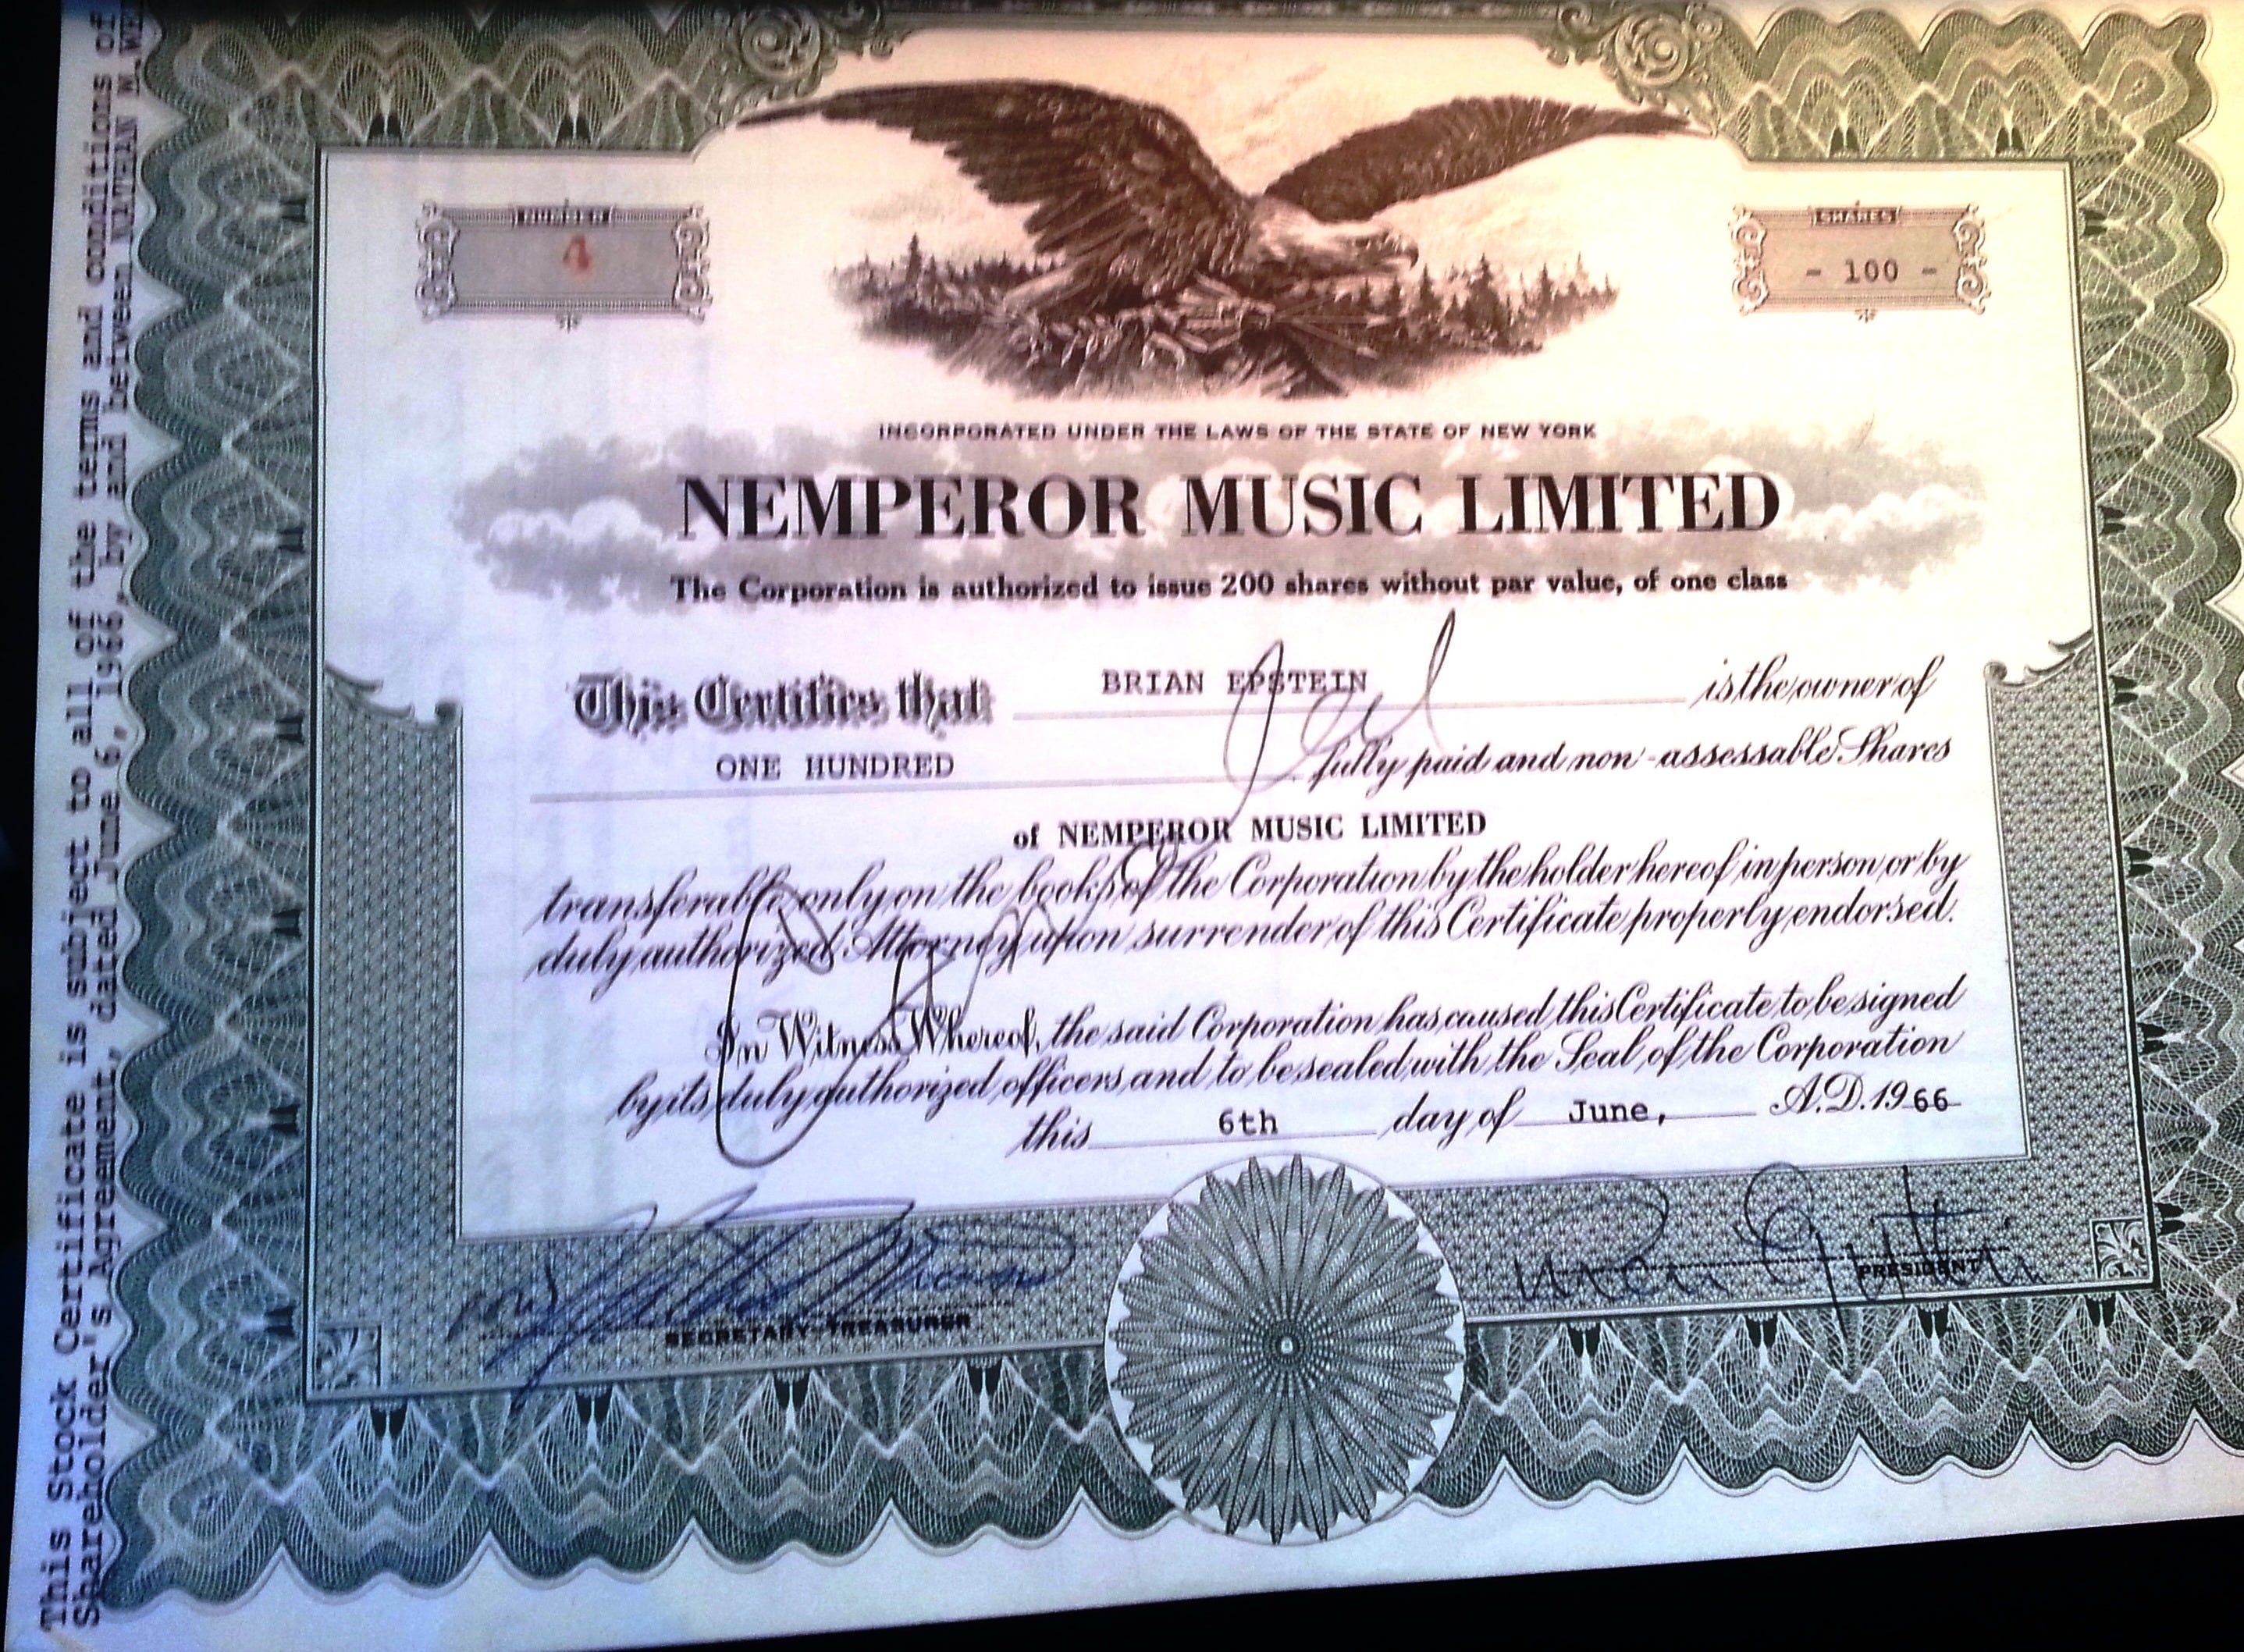 This Stock Certificate is subject to all of the terms and conditions of
Shareholder's Agreement, dated June 6, 1966, by and between NATHAN M. WE
NUMBER
4
SHARES
- 100 -
INCORPORATED UNDER THE LAWS OF THE STATE OF NEW YORK
NEMPEROR MUSIC LIMITED
The Corporation is authorized to issue 200 shares without par value, of one class
This Certifies that BRIAN EPSTEIN is the owner of
ONE HUNDRED fully paid and non-assessable Shares
of NEMPEROR MUSIC LIMITED
transferable only on the books of the Corporation by the holder hereof in person or by
duly authorized Attorney upon surrender of this Certificate properly endorsed.
In Witness Whereof, the said Corporation has caused this Certificate to be signed
by its duly authorized officers and to be sealed with the Seal of the Corporation
this 6th day of June, A.D. 1966
Brian Epstein
SECRETARY-TREASURER
PRESIDENT